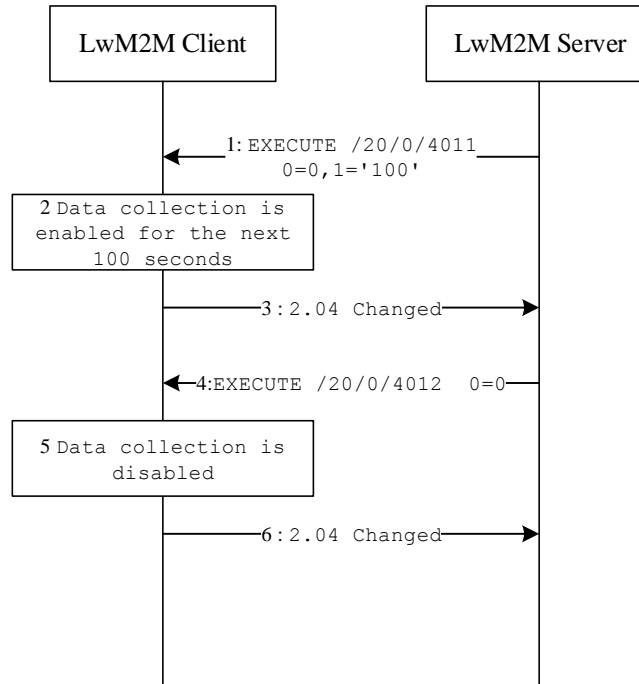 LwM2M Client
LwM2M Server
1: EXECUTE /20/0/4011
0=0,1='100'
2 Data collection is
enabled for the next
100 seconds
3:2.04 Changed
4:EXECUTE /20/0/4012  0=0
5 Data collection is
disabled
6:2.04 Changed